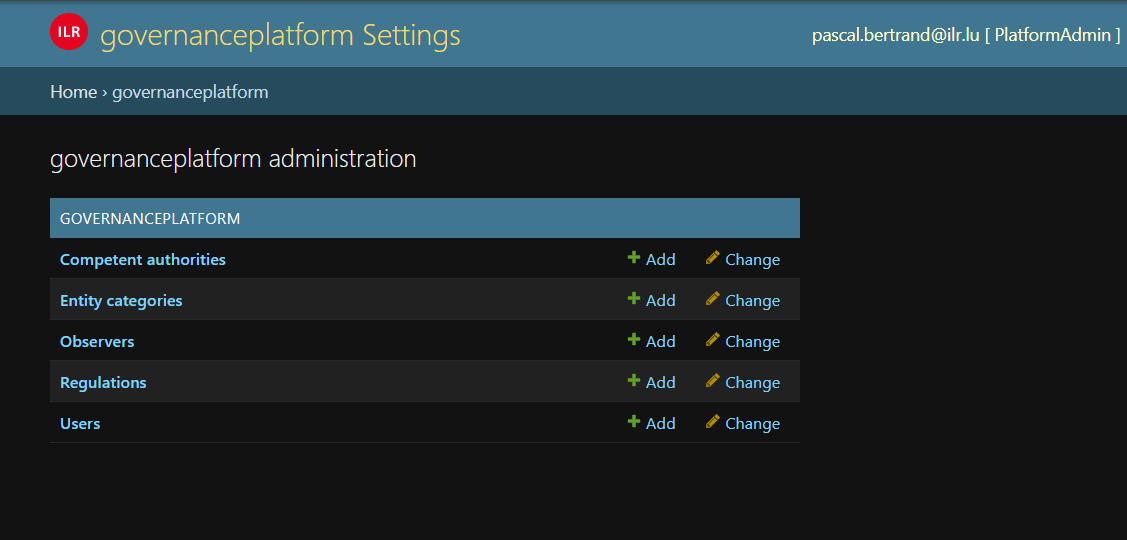 ILR governanceplatform Settings
pascal.bertrand@ilr.lu [ PlatformAdmin ]
Home › governanceplatform
governanceplatform administration
GOVERNANCEPLATFORM
Competent authorities Add Change
Entity categories Add Change
Observers Add Change
Regulations Add Change
Users Add Change